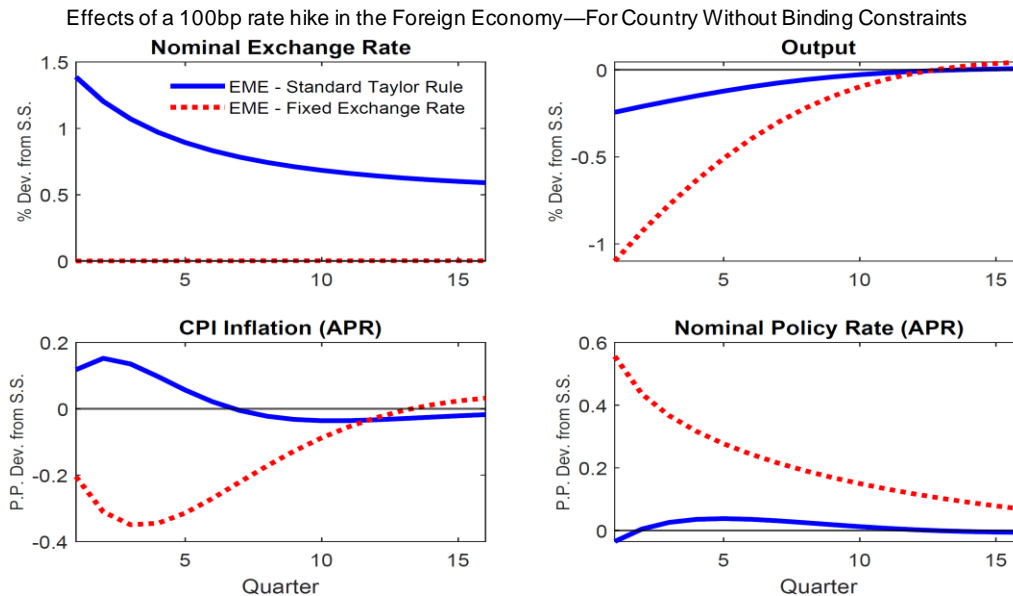 Effects of a 100bp rate hike in the Foreign Economy—For Country Without Binding Constraints
Nominal Exchange Rate
% Dev. from S.S.
1.5
1
0.5
0
5
10
15
EME - Standard Taylor Rule
EME - Fixed Exchange Rate
Output
% Dev. from S.S.
0
-0.5
-1
5
10
15
CPI Inflation (APR)
P.P. Dev. from S.S.
0.2
0
-0.2
-0.4
5
10
15
Quarter
Nominal Policy Rate (APR)
P.P. Dev. from S.S.
0.6
0.4
0.2
0
5
10
15
Quarter